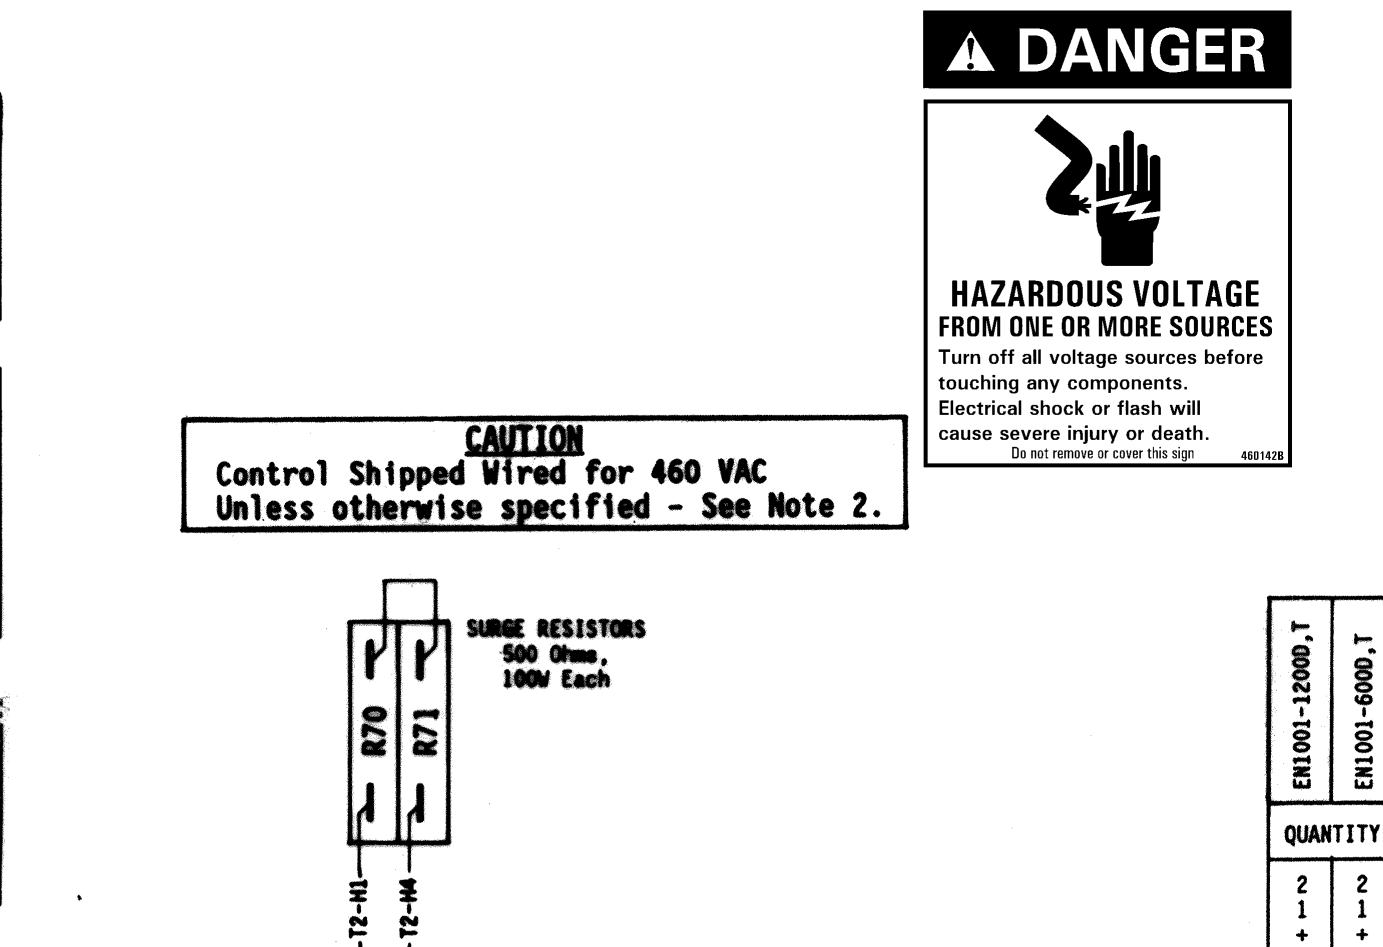 DANGER
HAZARDOUS VOLTAGE
FROM ONE OR MORE SOURCES
Turn off all voltage sources before
touching any components.
Electrical shock or flash will
cause severe injury or death.
Do not remove or cover this sign
460142B
CAUTION
Control Shipped Wired for 460 VAC
Unless otherwise specified - See Note 2.
SURGE RESISTORS
500 Ohms,
100W Each
R70
R71
T2-H1
T2-H4
EN1001-1200D,T
EN1001-600D,T
QUANTITY
2 2
1 1
+ +